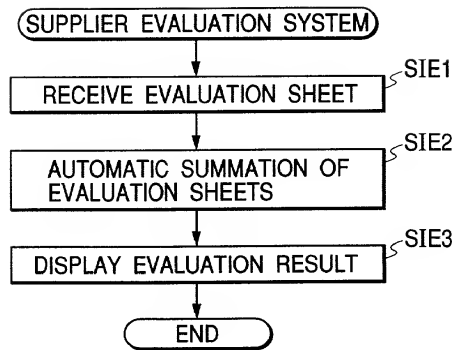 SUPPLIER EVALUATION SYSTEM
SIE1
RECEIVE EVALUATION SHEET
SIE2
AUTOMATIC SUMMATION OF
EVALUATION SHEETS
SIE3
DISPLAY EVALUATION RESULT
END